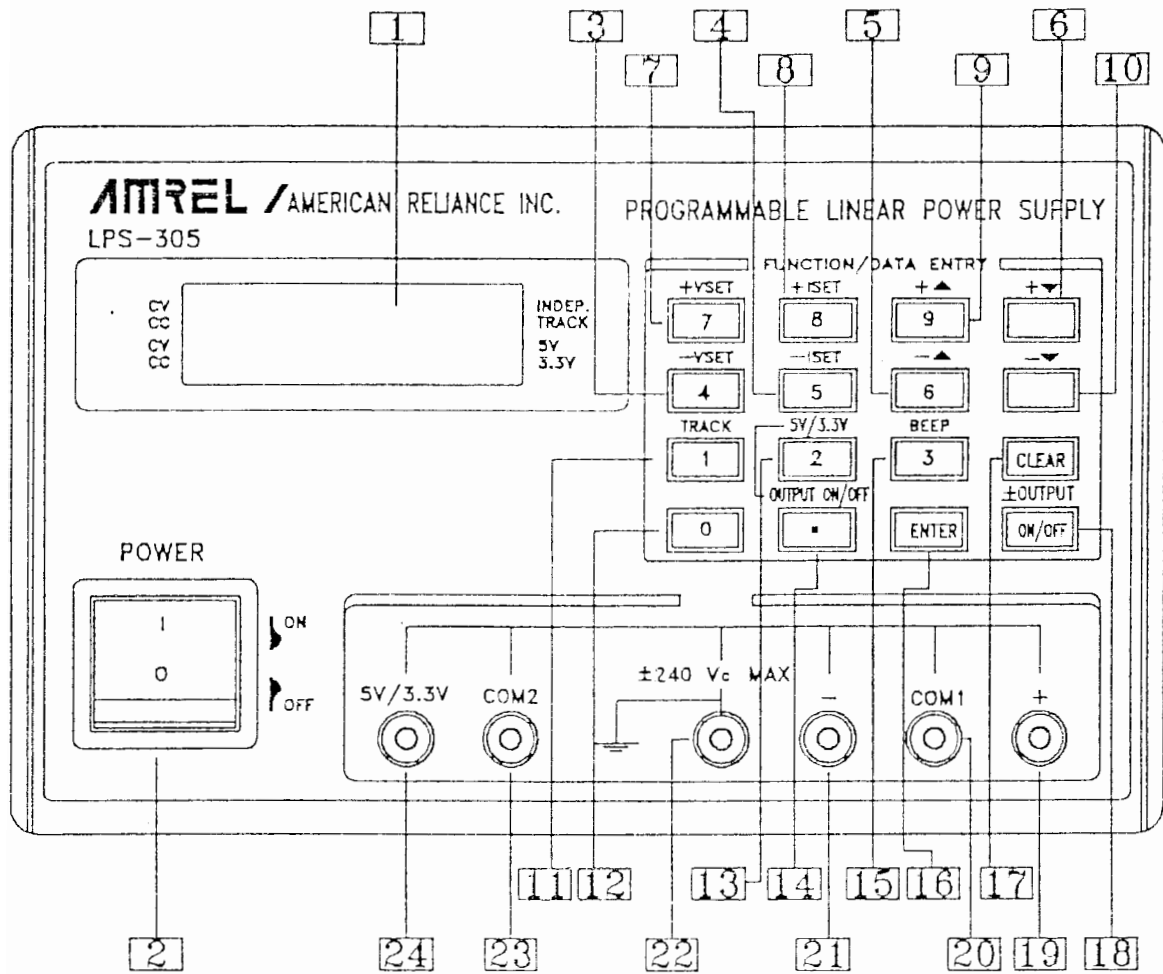 1 3 4 5 6
7 8 9 10
AMREL / AMERICAN RELIANCE INC.
PROGRAMMABLE LINEAR POWER SUPPLY
LPS-305
FUNCTION/DATA ENTRY
CV
CC
CV
CC
INDEP.
TRACK
5V
3.3V
+VSET +ISET +▲ +▼
7 8 9
-VSET -ISET -▲ -▼
4 5 6
TRACK 5V/3.3V BEEP
1 2 3 CLEAR
OUTPUT ON/OFF ±OUTPUT
0 ▪ ENTER ON/OFF
POWER
I ON
O OFF
±240 Vc MAX
5V/3.3V COM2 - COM1 +
11 12 13 14 15 16 17
2 24 23 22 21 20 19 18